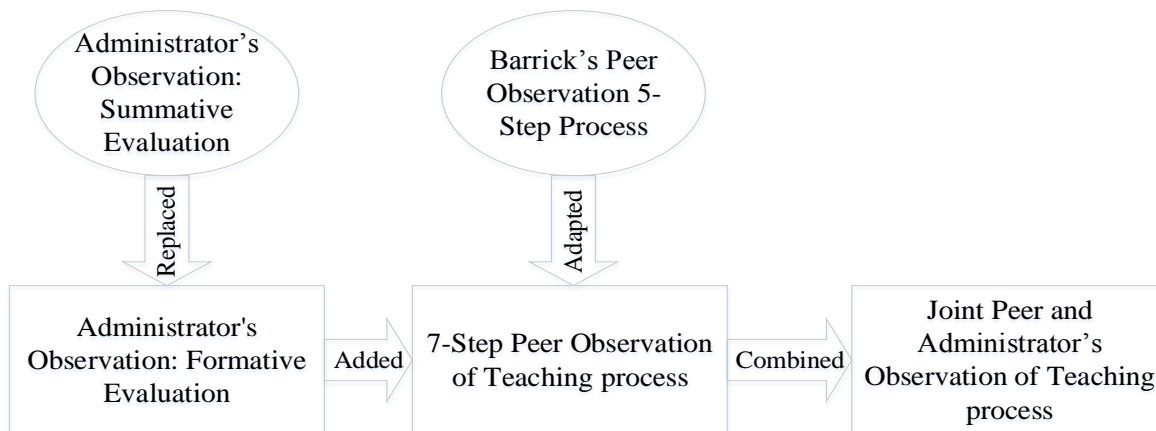 Administrator’s
Observation:
Summative
Evaluation
Barrick’s Peer
Observation 5-
Step Process
Replaced
Adapted
Administrator's
Observation: Formative
Evaluation
Added
7-Step Peer Observation
of Teaching process
Combined
Joint Peer and
Administrator’s
Observation of Teaching
process